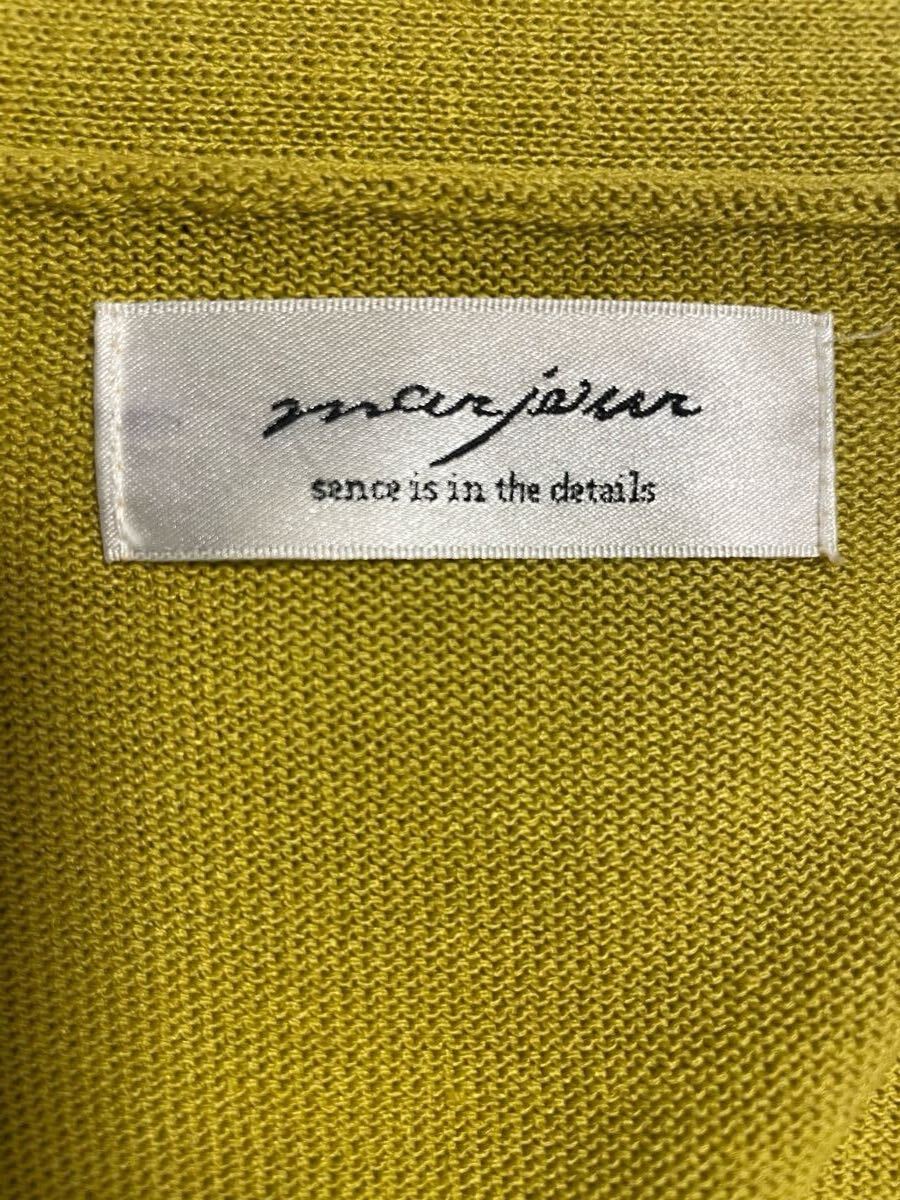 marjour
sence is in the details